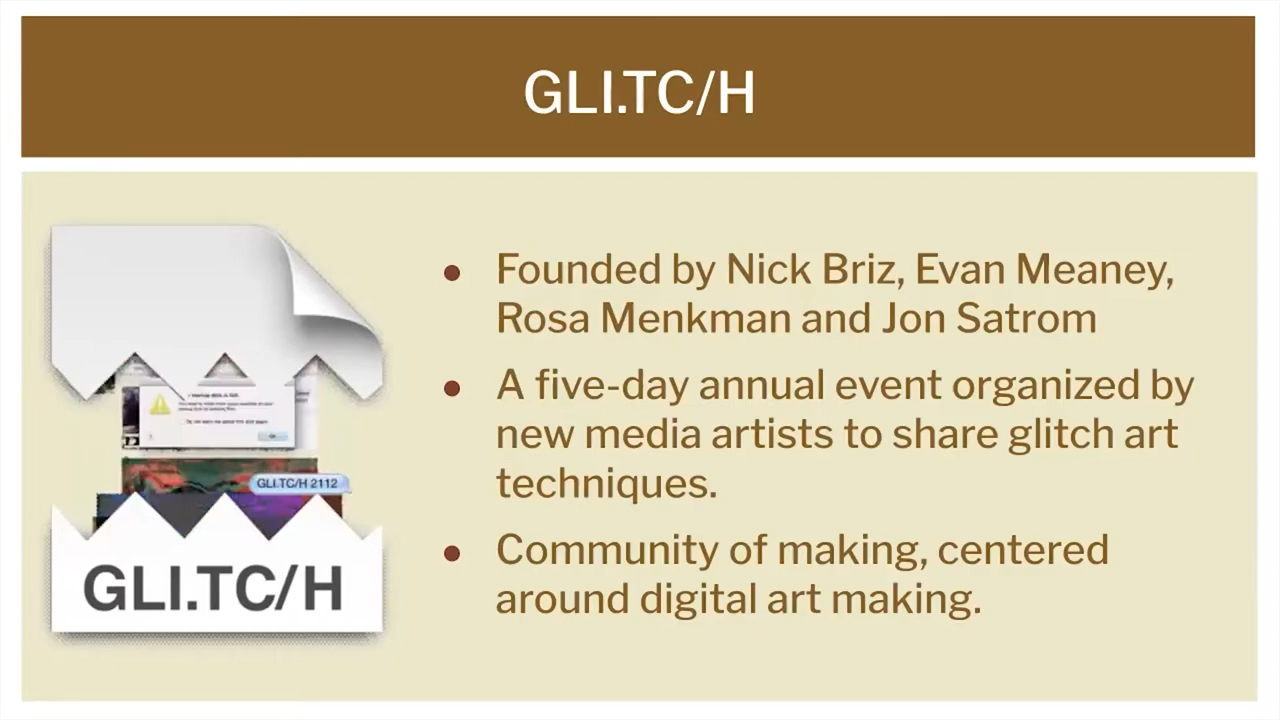 GLI.TC/H
GLI.TC/H 2112
GLI.TC/H
● Founded by Nick Briz, Evan Meaney,
Rosa Menkman and Jon Satrom
● A five-day annual event organized by
new media artists to share glitch art
techniques.
● Community of making, centered
around digital art making.